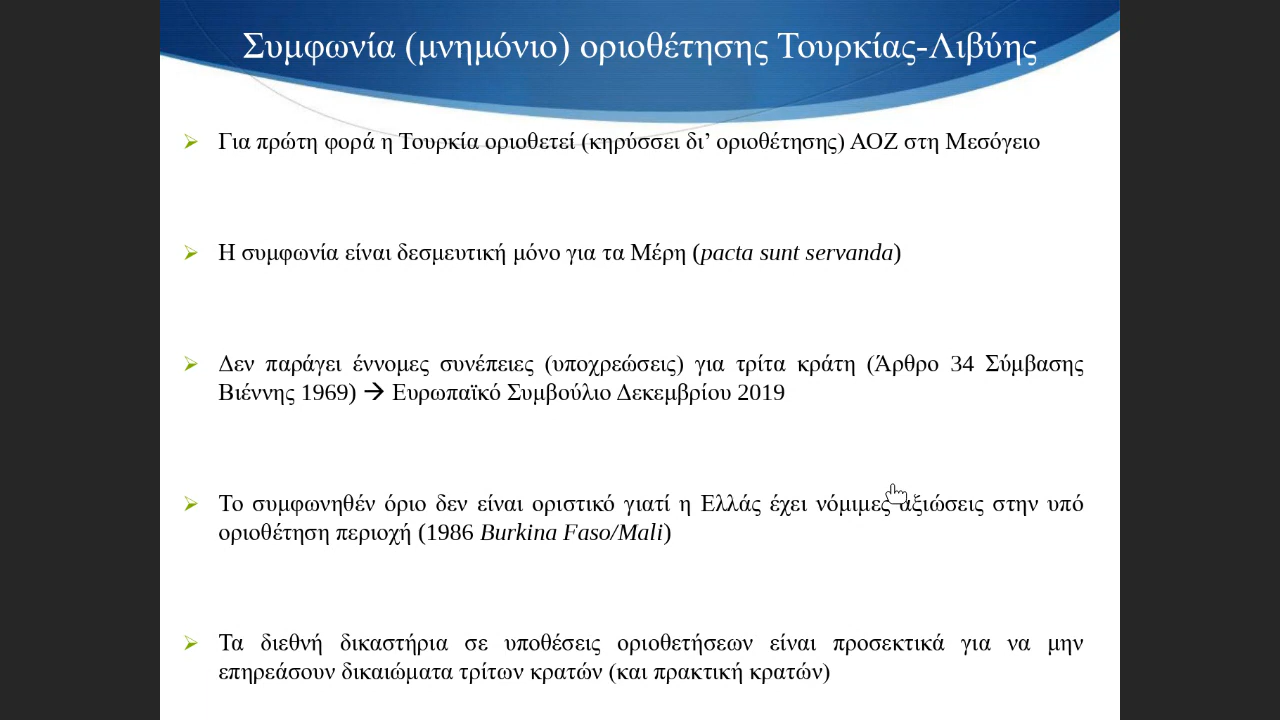 Συμφωνία (μνημόνιο) οριοθέτησης Τουρκίας-Λιβύης
Για πρώτη φορά η Τουρκία οριοθετεί (κηρύσσει δι’ οριοθέτησης) ΑΟΖ στη Μεσόγειο
Η συμφωνία είναι δεσμευτική μόνο για τα Μέρη (pacta sunt servanda)
Δεν παράγει έννομες συνέπειες (υποχρεώσεις) για τρίτα κράτη (Άρθρο 34 Σύμβασης
Βιέννης 1969) → Ευρωπαϊκό Συμβούλιο Δεκεμβρίου 2019
Το συμφωνηθέν όριο δεν είναι οριστικό γιατί η Ελλάς έχει νόμιμες αξιώσεις στην υπό
οριοθέτηση περιοχή (1986 Burkina Faso/Mali)
Τα διεθνή δικαστήρια σε υποθέσεις οριοθετήσεων είναι προσεκτικά για να μην
επηρεάσουν δικαιώματα τρίτων κρατών (και πρακτική κρατών)